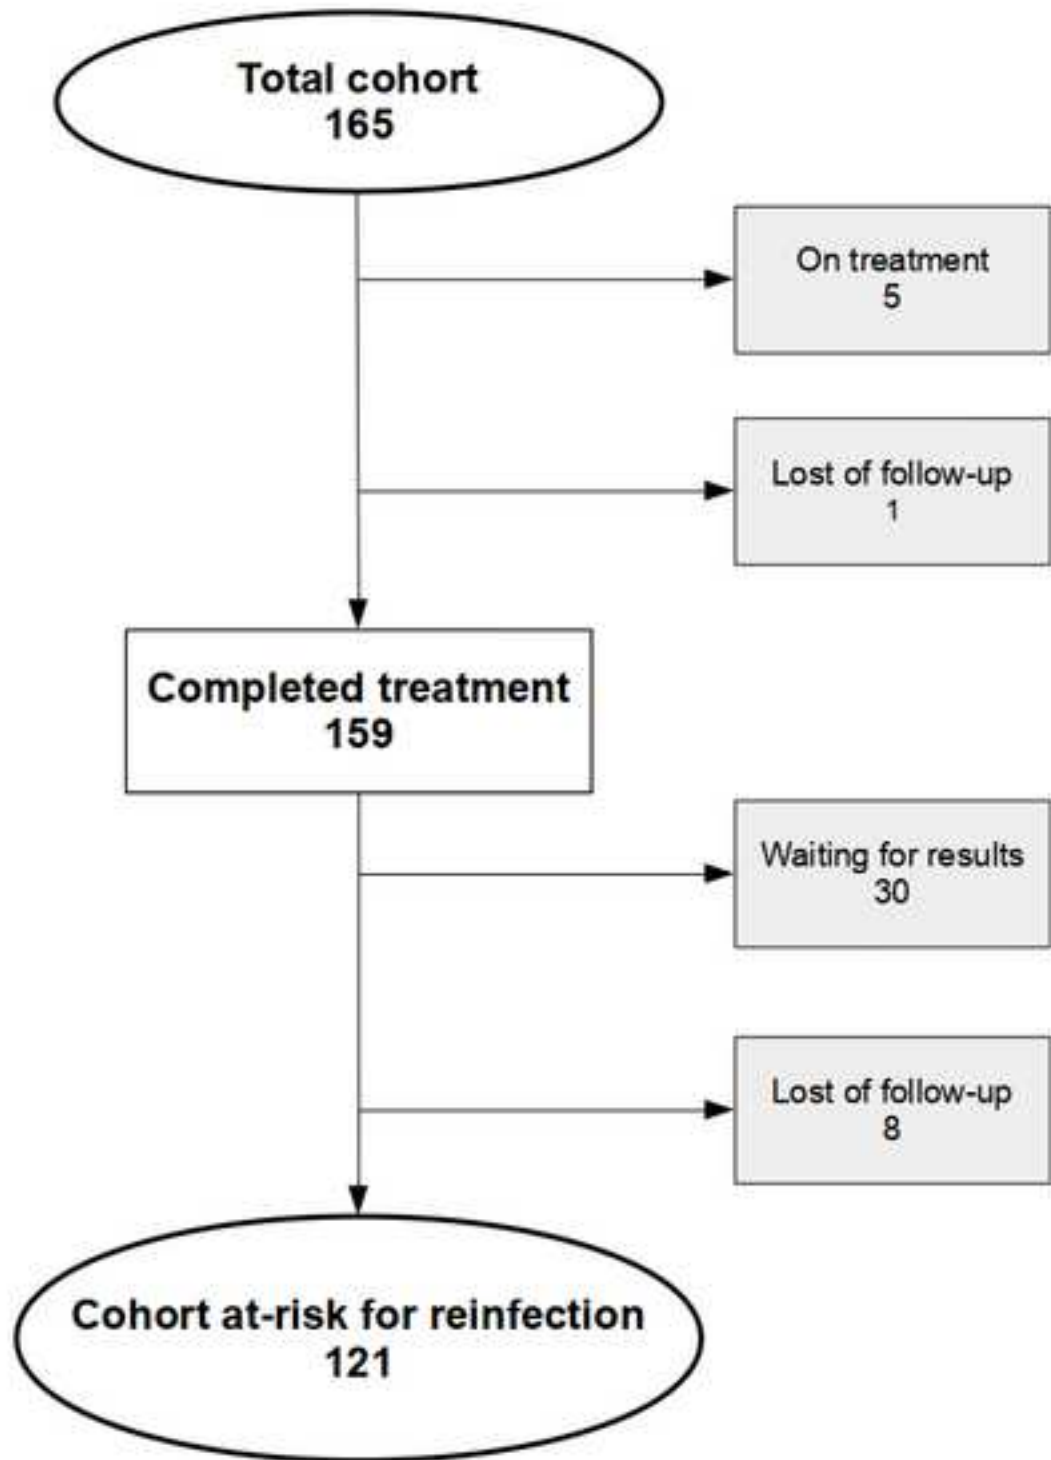 Total cohort
165
On treatment
5
Lost of follow-up
1
Completed treatment
159
Waiting for results
30
Lost of follow-up
8
Cohort at-risk for reinfection
121